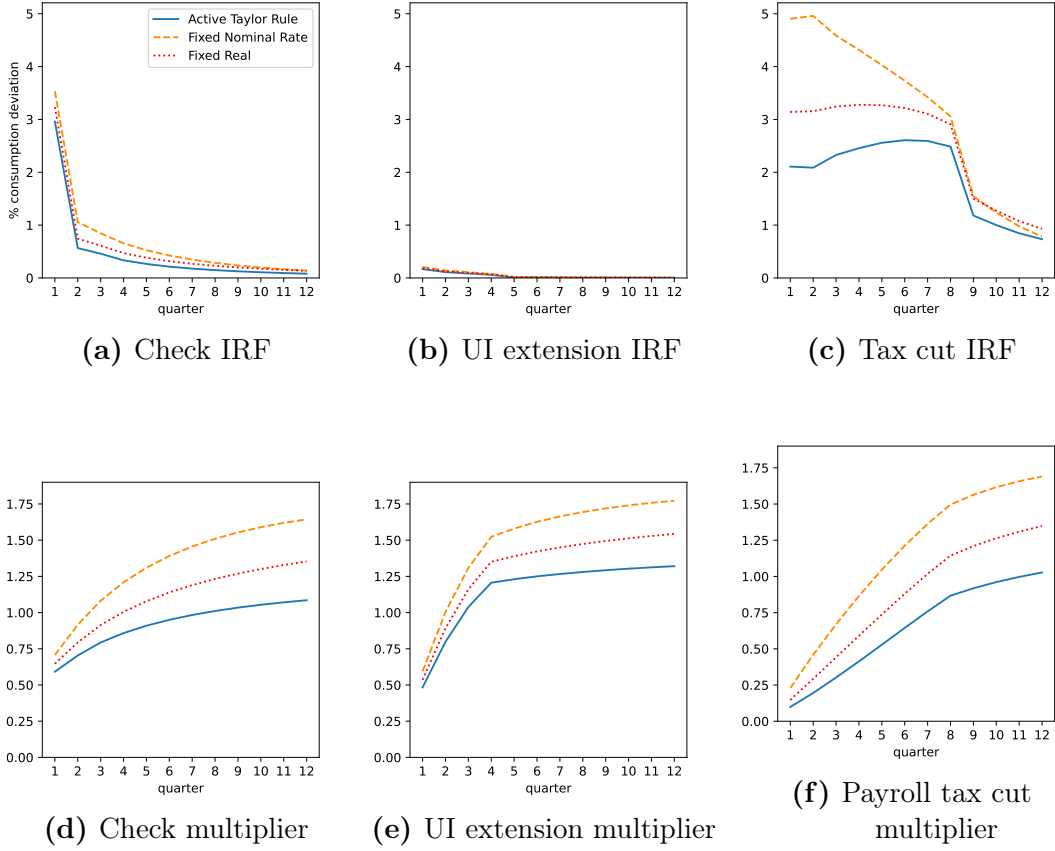 5
4
3
2
1
0
% consumption deviation
Active Taylor Rule
Fixed Nominal Rate
Fixed Real
1 2 3 4 5 6 7 8 9 10 11 12
quarter
(a) Check IRF
5
4
3
2
1
0
1 2 3 4 5 6 7 8 9 10 11 12
quarter
(b) UI extension IRF
5
4
3
2
1
0
1 2 3 4 5 6 7 8 9 10 11 12
quarter
(c) Tax cut IRF
1.75
1.50
1.25
1.00
0.75
0.50
0.25
0.00
1 2 3 4 5 6 7 8 9 10 11 12
quarter
(d) Check multiplier
1.75
1.50
1.25
1.00
0.75
0.50
0.25
0.00
1 2 3 4 5 6 7 8 9 10 11 12
quarter
(e) UI extension multiplier
1.75
1.50
1.25
1.00
0.75
0.50
0.25
0.00
1 2 3 4 5 6 7 8 9 10 11 12
quarter
(f) Payroll tax cut
multiplier